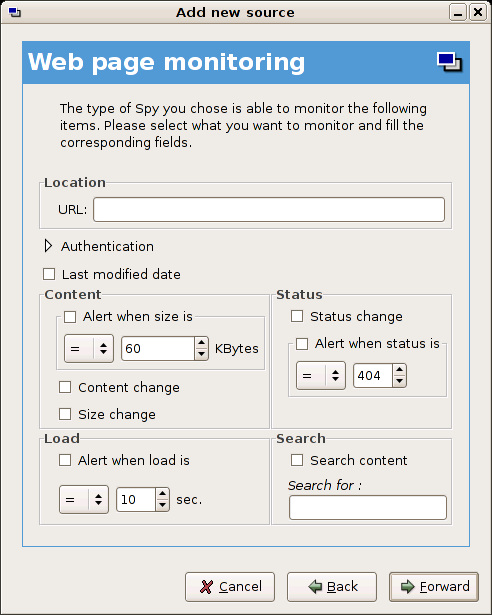 Add new source
Web page monitoring
The type of Spy you chose is able to monitor the following
items. Please select what you want to monitor and fill the
corresponding fields.
Location
URL:
Authentication
Last modified date
Content
Alert when size is
= 60 KBytes
Content change
Size change
Status
Status change
Alert when status is
= 404
Load
Alert when load is
= 10 sec.
Search
Search content
Search for :
Cancel Back Forward